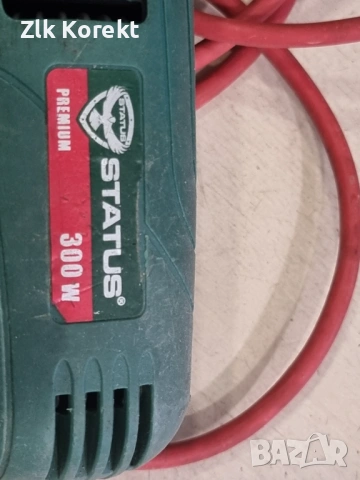 Zlk Korekt
STATUS
STATUS®
PREMIUM
300 W
BAZAR